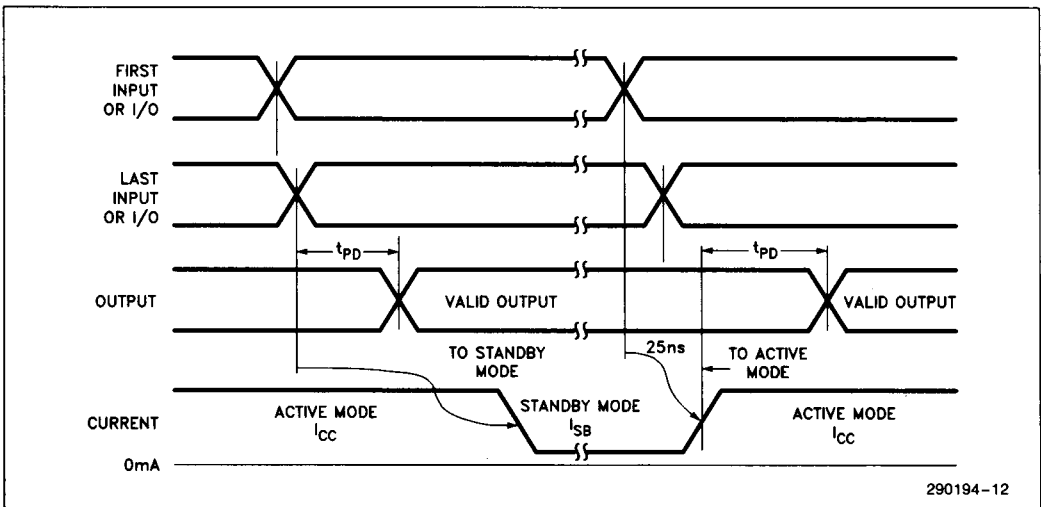 FIRST
INPUT
OR I/O
LAST
INPUT
OR I/O
tPD
tPD
OUTPUT
VALID OUTPUT
VALID OUTPUT
TO STANDBY
MODE
25ns
TO ACTIVE
MODE
CURRENT
ACTIVE MODE
ICC
STANDBY MODE
ISB
ACTIVE MODE
ICC
0mA
290194-12